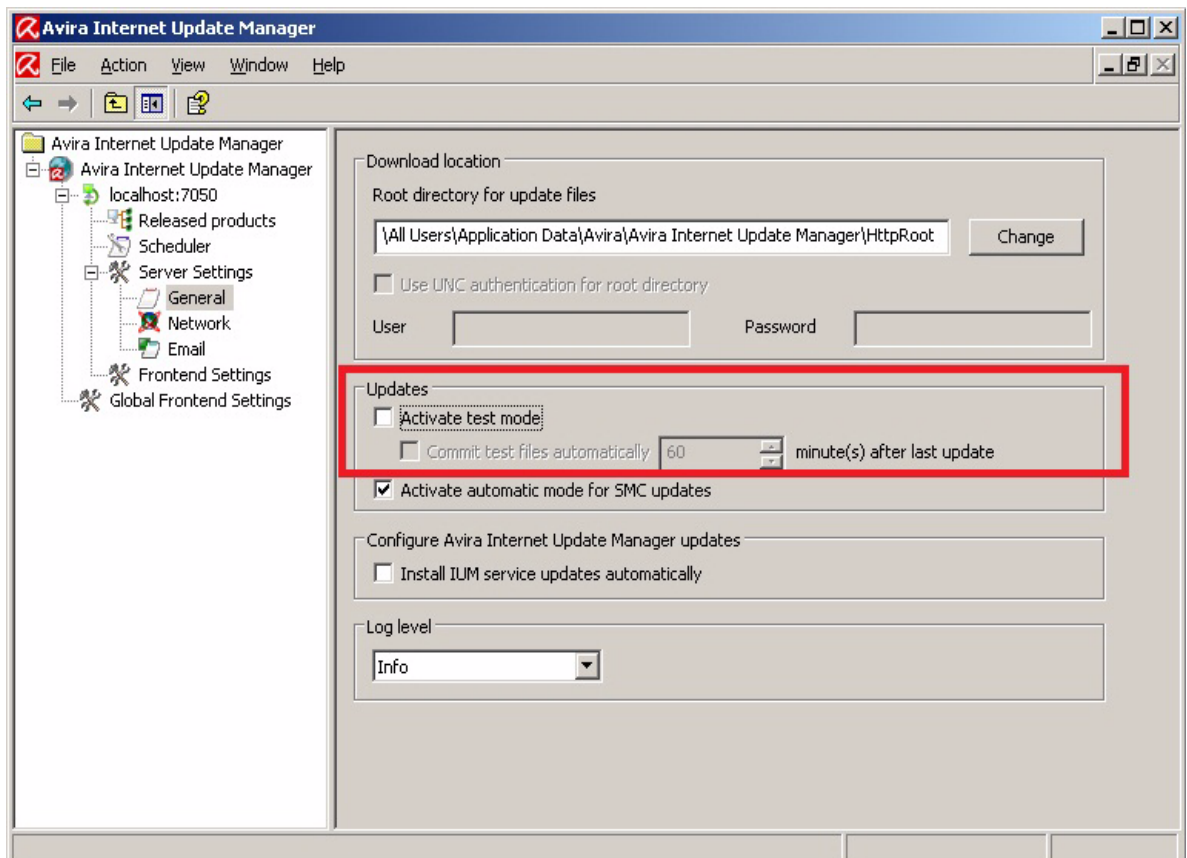 Avira Internet Update Manager
File Action View Window Help
Avira Internet Update Manager
Avira Internet Update Manager
localhost:7050
Released products
Scheduler
Server Settings
General
Network
Email
Frontend Settings
Global Frontend Settings
Download location
Root directory for update files
\All Users\Application Data\Avira\Avira Internet Update Manager\HttpRoot Change
Use UNC authentication for root directory
User Password
Updates
Activate test mode
Commit test files automatically 60 minute(s) after last update
Activate automatic mode for SMC updates
Configure Avira Internet Update Manager updates
Install IUM service updates automatically
Log level
Info